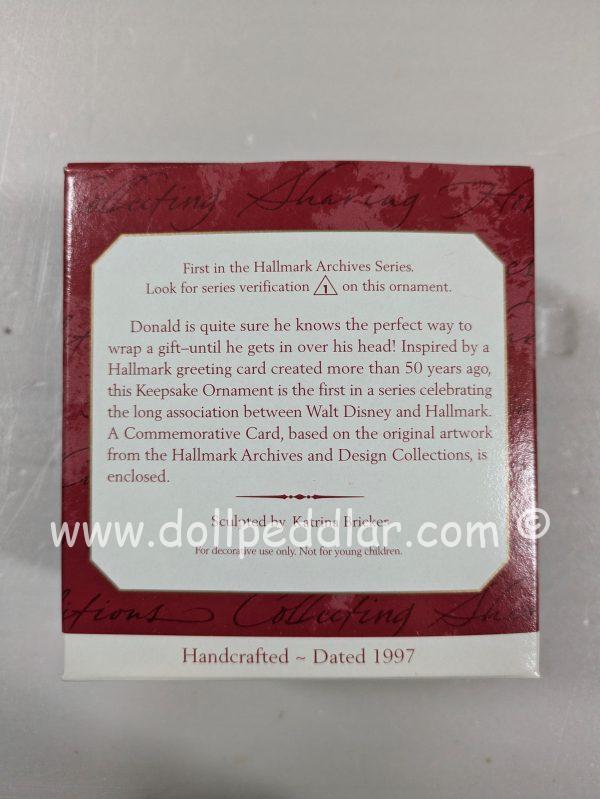 Collecting Sharing
First in the Hallmark Archives Series.
Look for series verification 1 on this ornament.
Donald is quite sure he knows the perfect way to
wrap a gift–until he gets in over his head! Inspired by a
Hallmark greeting card created more than 50 years ago,
this Keepsake Ornament is the first in a series celebrating
the long association between Walt Disney and Hallmark.
A Commemorative Card, based on the original artwork
from the Hallmark Archives and Design Collections, is
enclosed.
Sculpted by Katrina Bricker
www.dollpeddlar.com ©
For decorative use only. Not for young children.
Collecting
Handcrafted ~ Dated 1997